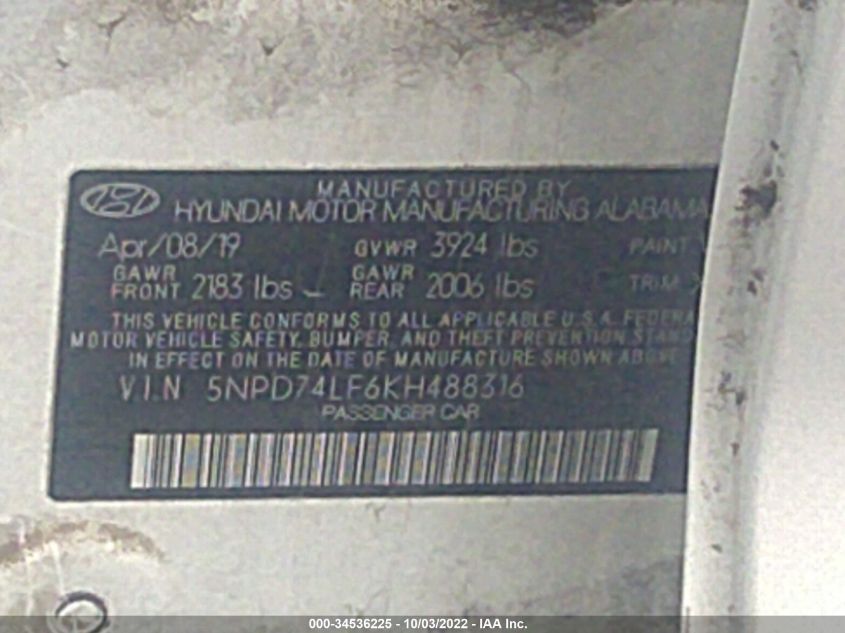 MANUFACTURED BY
HYUNDAI MOTOR MANUFACTURING ALABAMA
Apr/08/19 GVWR 3924 lbs PAINT
GAWR FRONT 2183 lbs GAWR REAR 2006 lbs TRIM
THIS VEHICLE CONFORMS TO ALL APPLICABLE U.S.A. FEDERA
MOTOR VEHICLE SAFETY, BUMPER, AND THEFT PREVENTION STAN
IN EFFECT ON THE DATE OF MANUFACTURE SHOWN ABOVE
V.I.N 5NPD74LF6KH488316
PASSENGER CAR
000-34536225 - 10/03/2022 - IAA Inc.